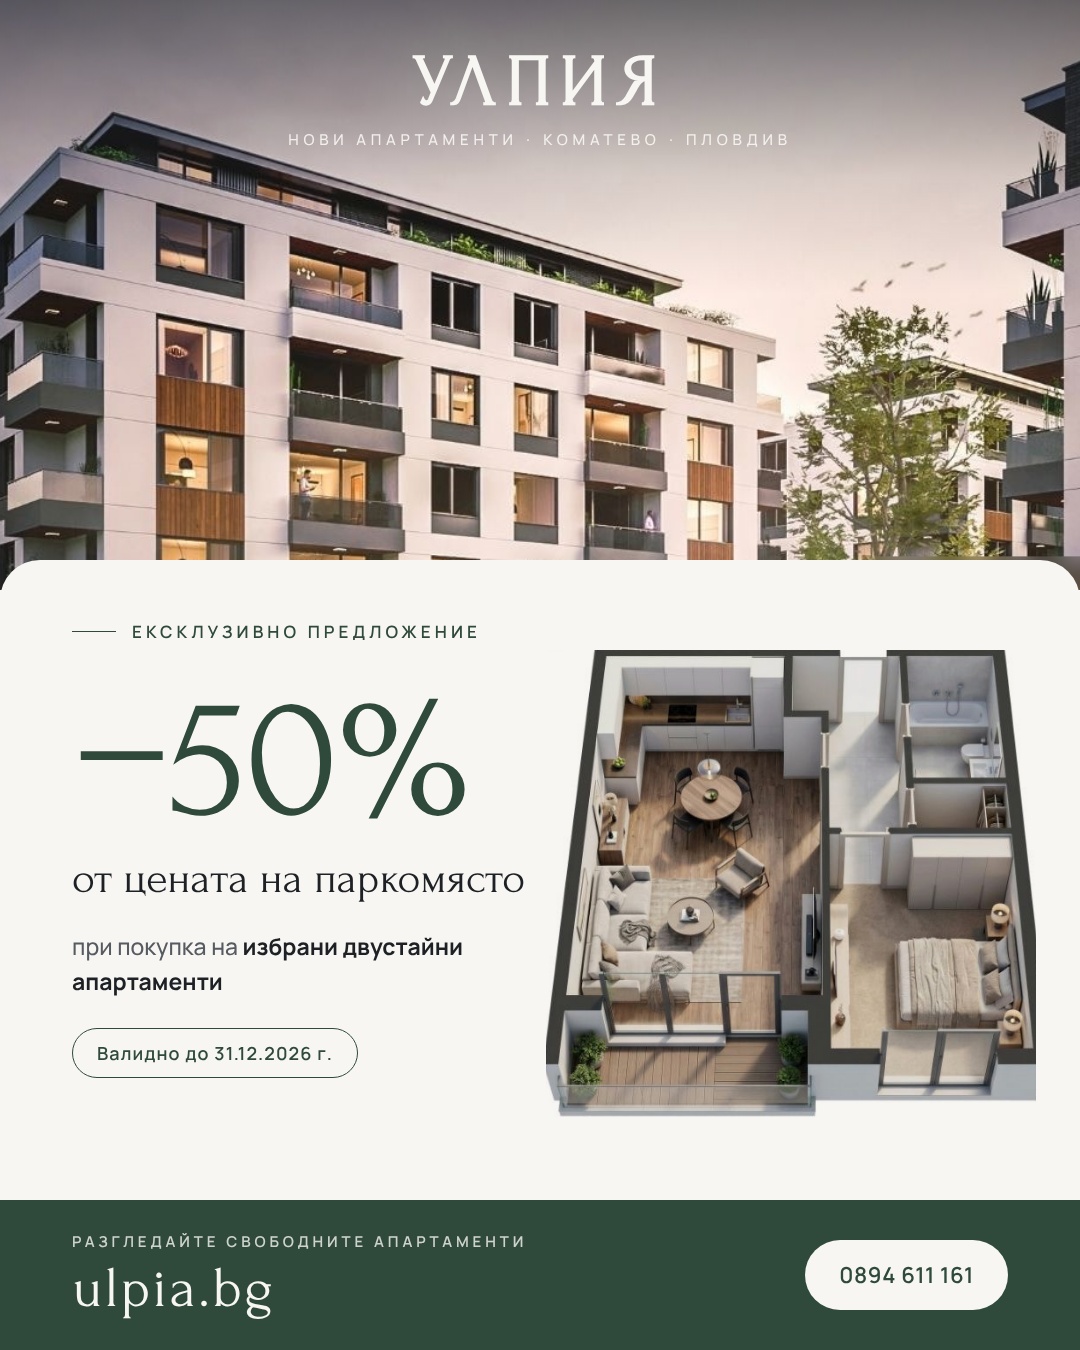 УЛПИЯ
НОВИ АПАРТАМЕНТИ · КОМАТЕВО · ПЛОВДИВ
ЕКСКЛУЗИВНО ПРЕДЛОЖЕНИЕ
–50%
от цената на паркомясто
при покупка на избрани двустайни
апартаменти
Валидно до 31.12.2026 г.
РАЗГЛЕДАЙТЕ СВОБОДНИТЕ АПАРТАМЕНТИ
ulpia.bg
0894 611 161